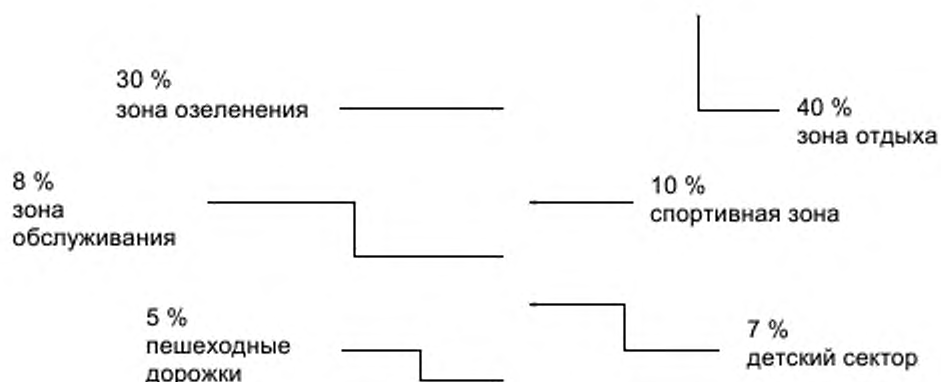 30 %
зона озеленения
40 %
зона отдыха
8 %
зона
обслуживания
10 %
спортивная зона
5 %
пешеходные
дорожки
7 %
детский сектор